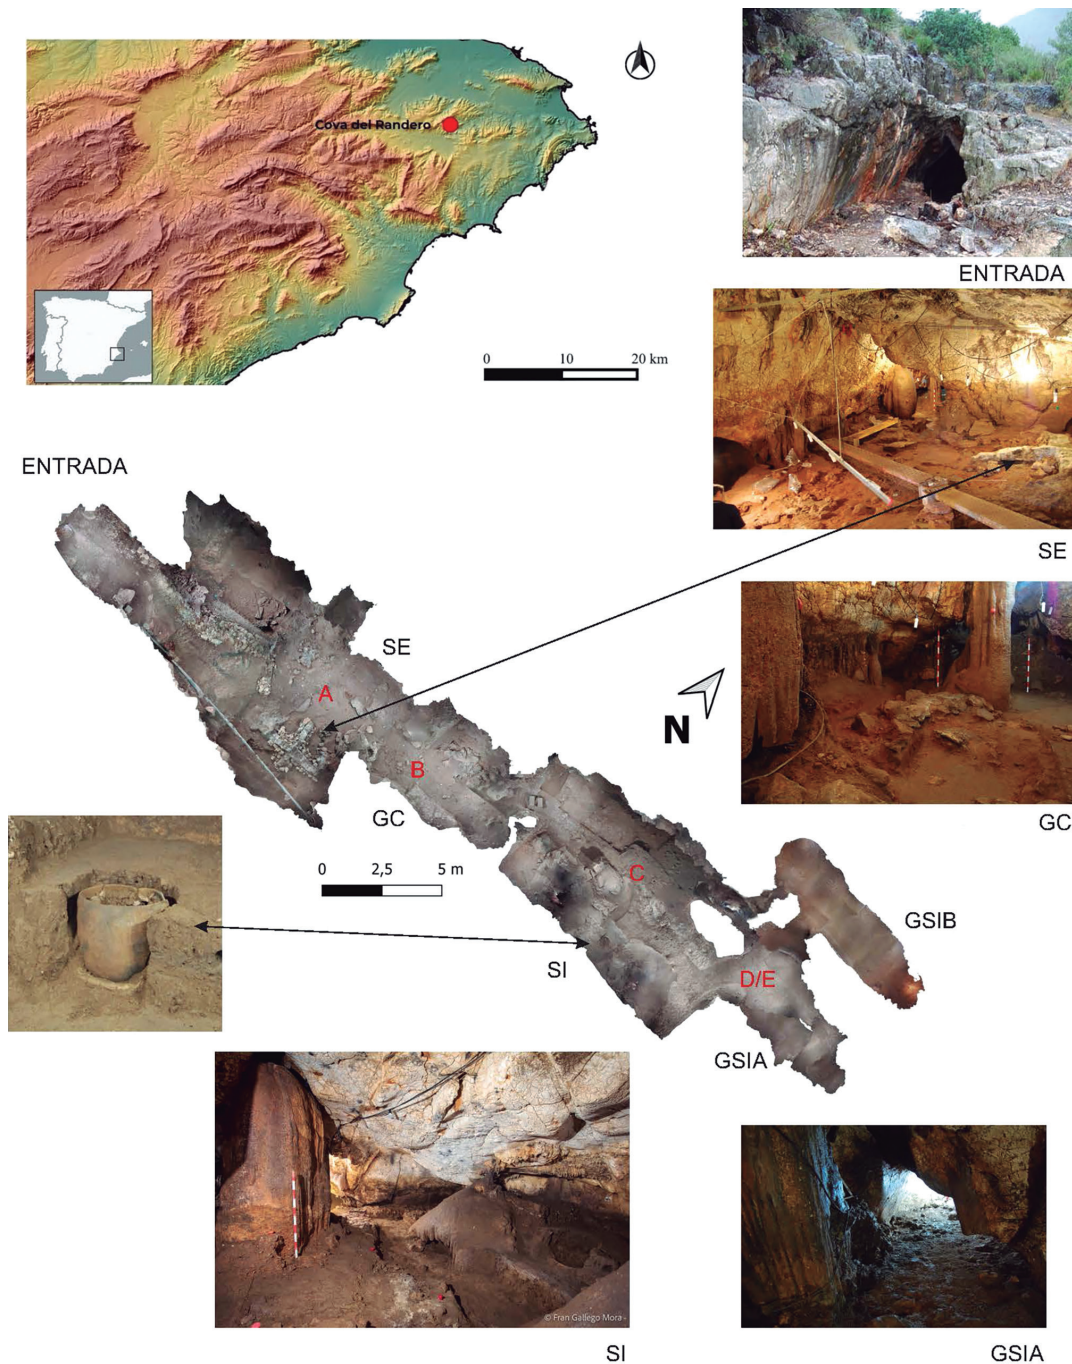 Cova del Randero
0 10 20 km
ENTRADA
SE
ENTRADA
SE
A
N
B
GC
GC
0 2,5 5 m
C
GSIB
SI
D/E
GSIA
© Fran Gallego Mora -
SI
GSIA